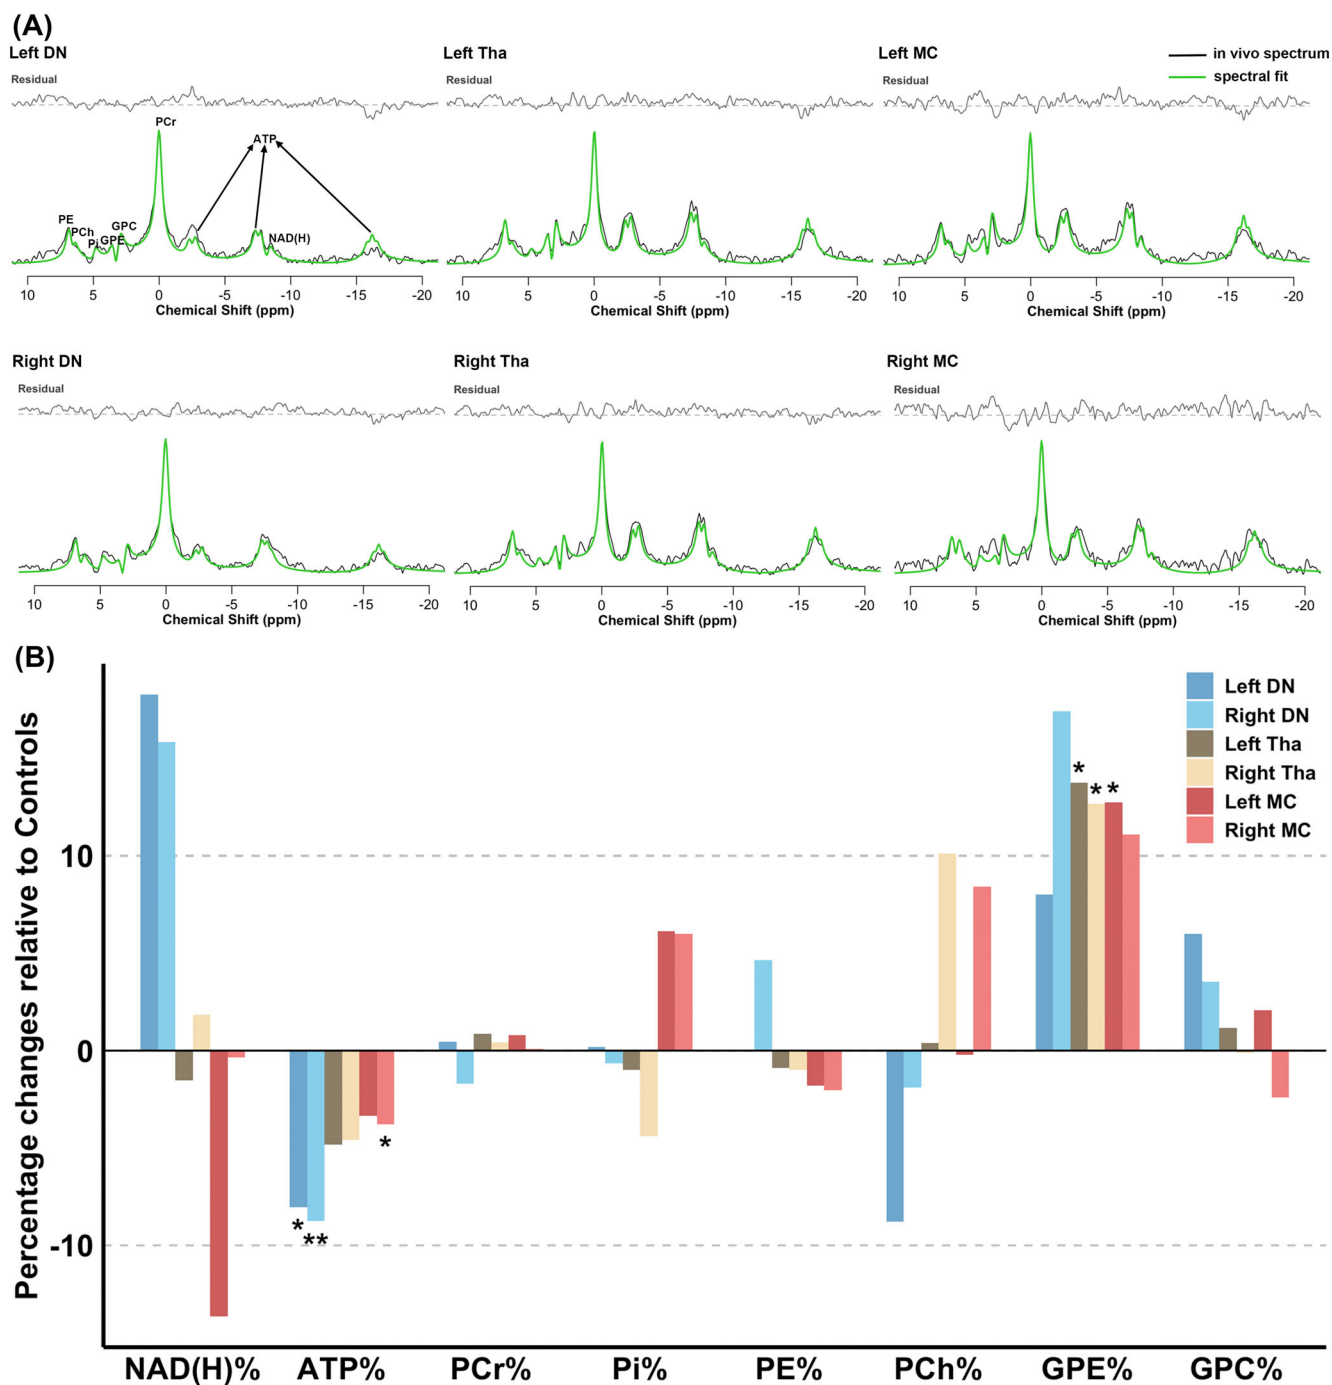 (A)
Left DN
Left Tha
Left MC
in vivo spectrum
spectral fit
Residual
Residual
Residual
PCr
ATP
PE
PCh
Pi
GPE
GPC
NAD(H)
10 5 0 -5 -10 -15 -20
10 5 0 -5 -10 -15 -20
10 5 0 -5 -10 -15 -20
Chemical Shift (ppm)
Chemical Shift (ppm)
Chemical Shift (ppm)
Right DN
Right Tha
Right MC
Residual
Residual
Residual
10 5 0 -5 -10 -15 -20
10 5 0 -5 -10 -15 -20
10 5 0 -5 -10 -15 -20
Chemical Shift (ppm)
Chemical Shift (ppm)
Chemical Shift (ppm)
(B)
Percentage changes relative to Controls
10
0
-10
Left DN
Right DN
Left Tha
Right Tha
Left MC
Right MC
* ** *
* * *
NAD(H)% ATP% PCr% Pi% PE% PCh% GPE% GPC%